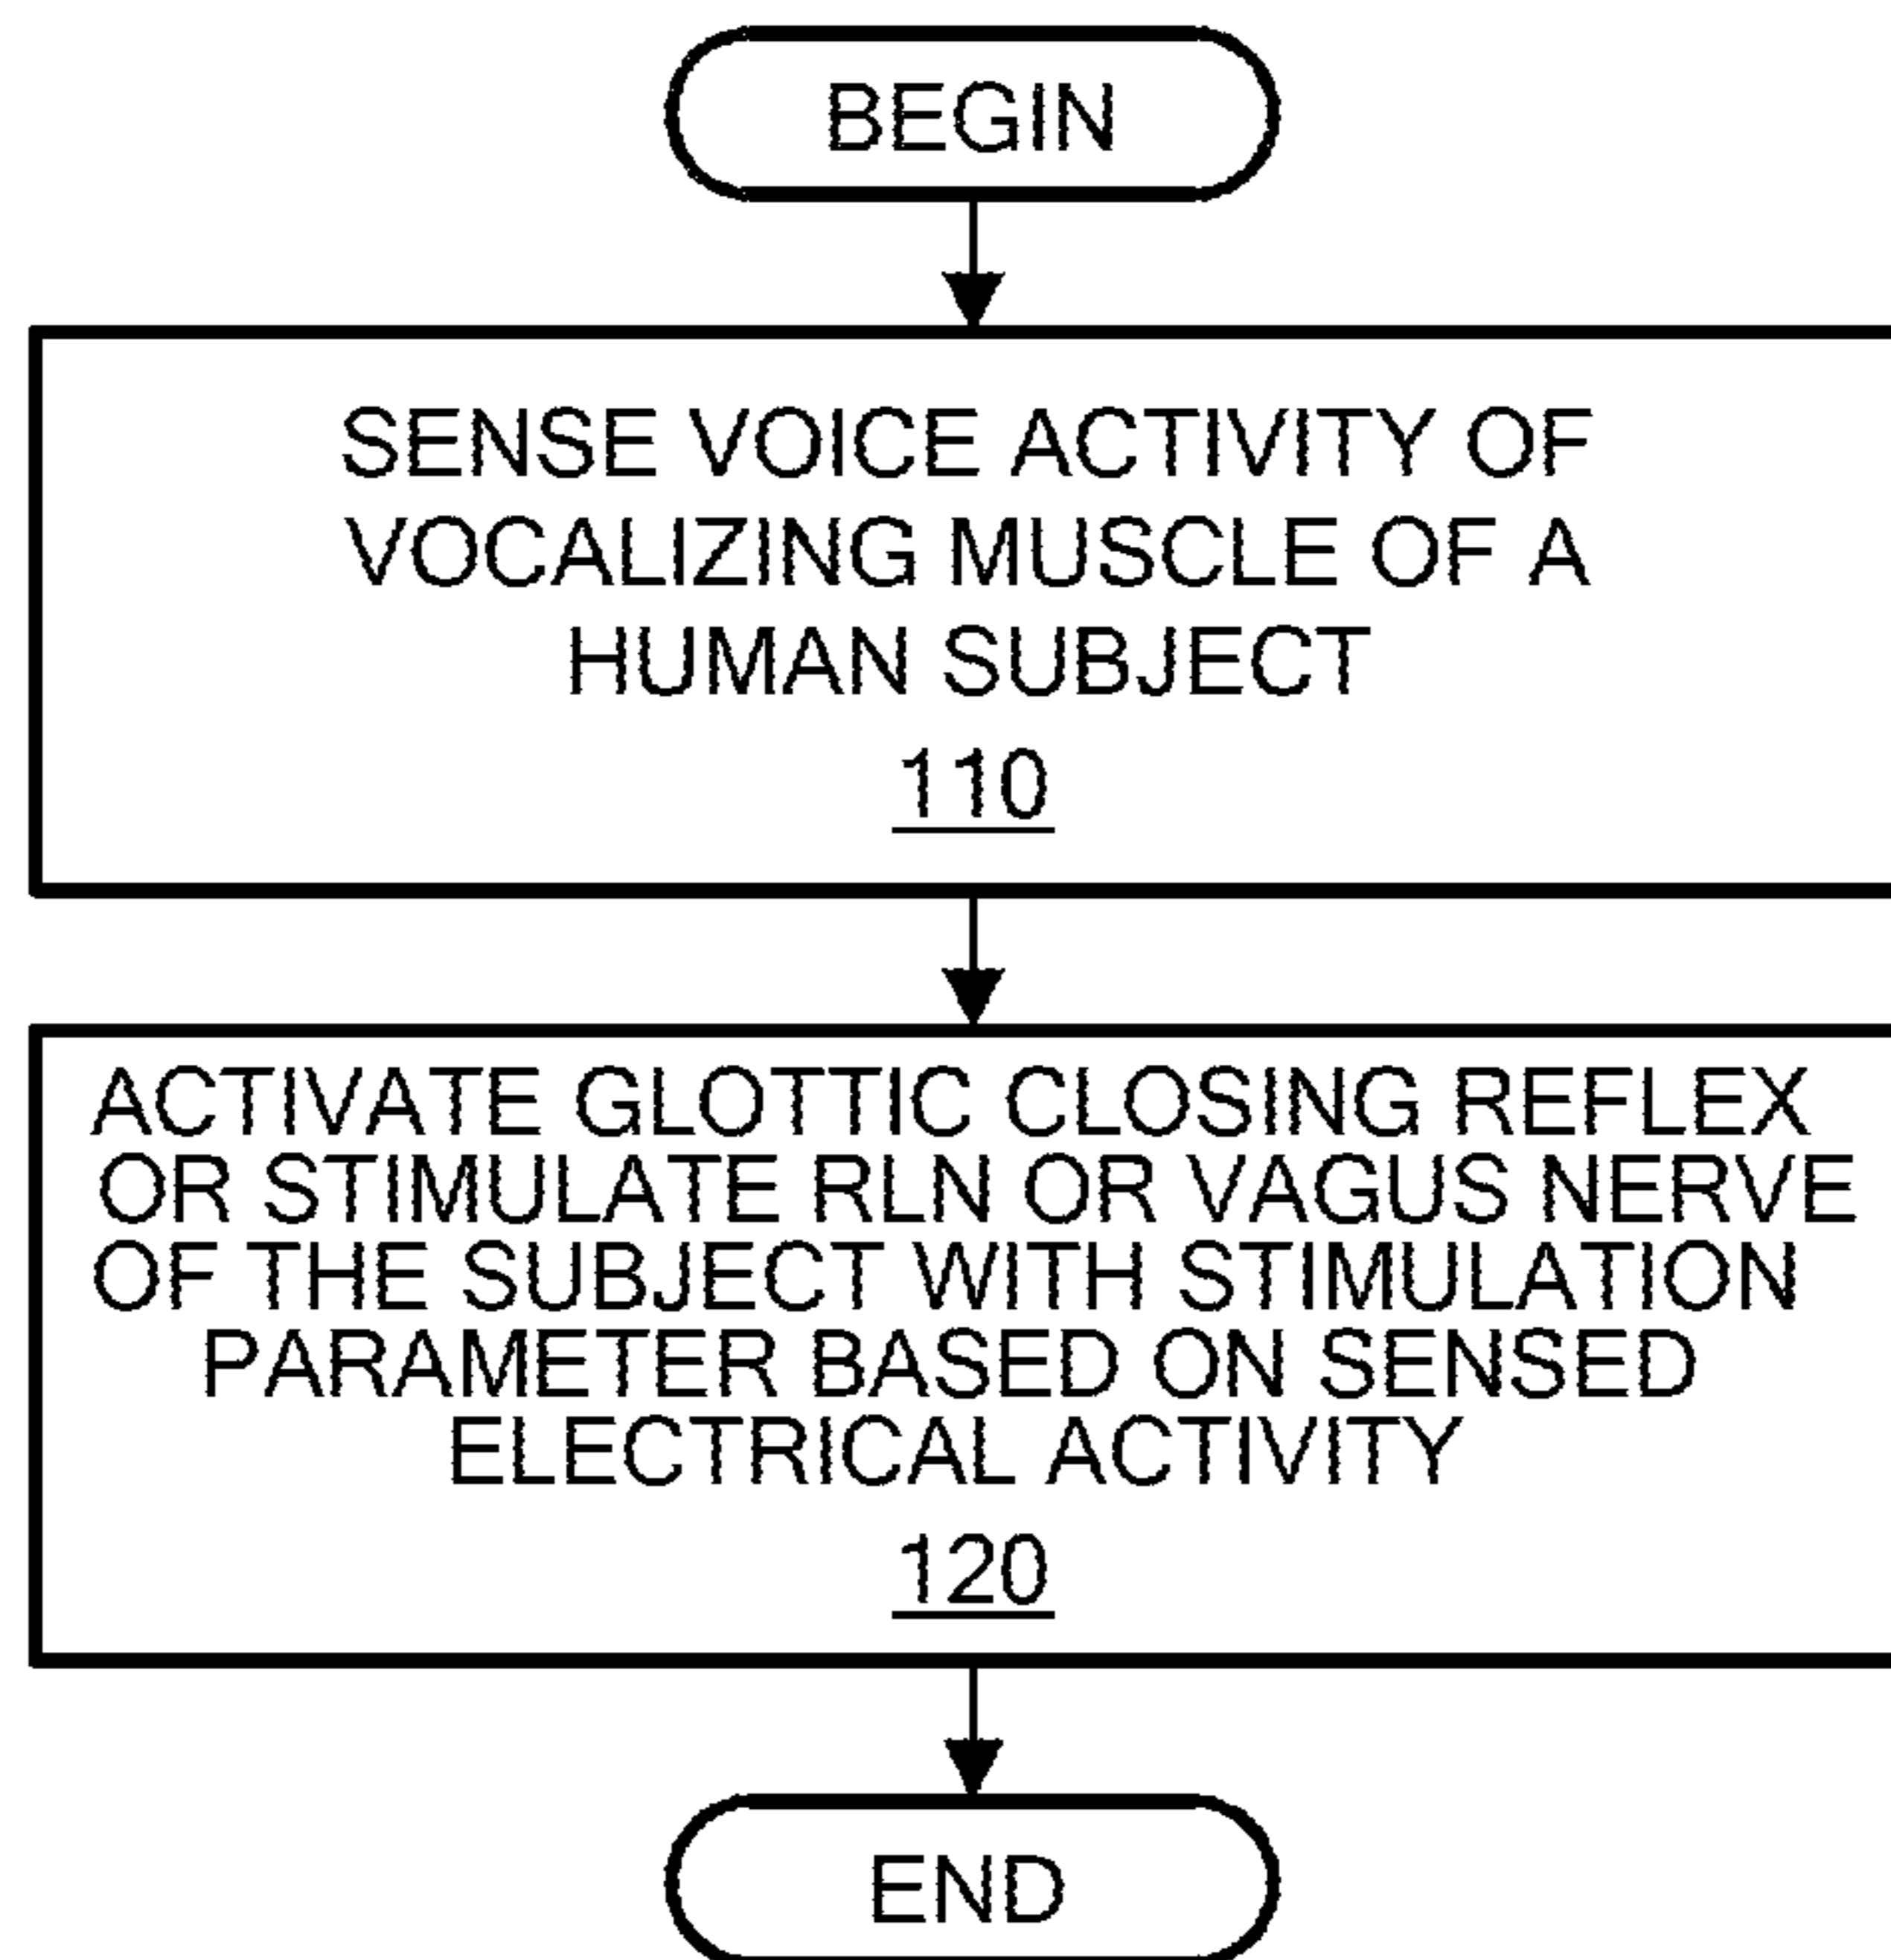 BEGIN
SENSE VOICE ACTIVITY OF
VOCALIZING MUSCLE OF A
HUMAN SUBJECT
110
ACTIVATE GLOTTIC CLOSING REFLEX
OR STIMULATE RLN OR VAGUS NERVE
OF THE SUBJECT WITH STIMULATION
PARAMETER BASED ON SENSED
ELECTRICAL ACTIVITY
120
END